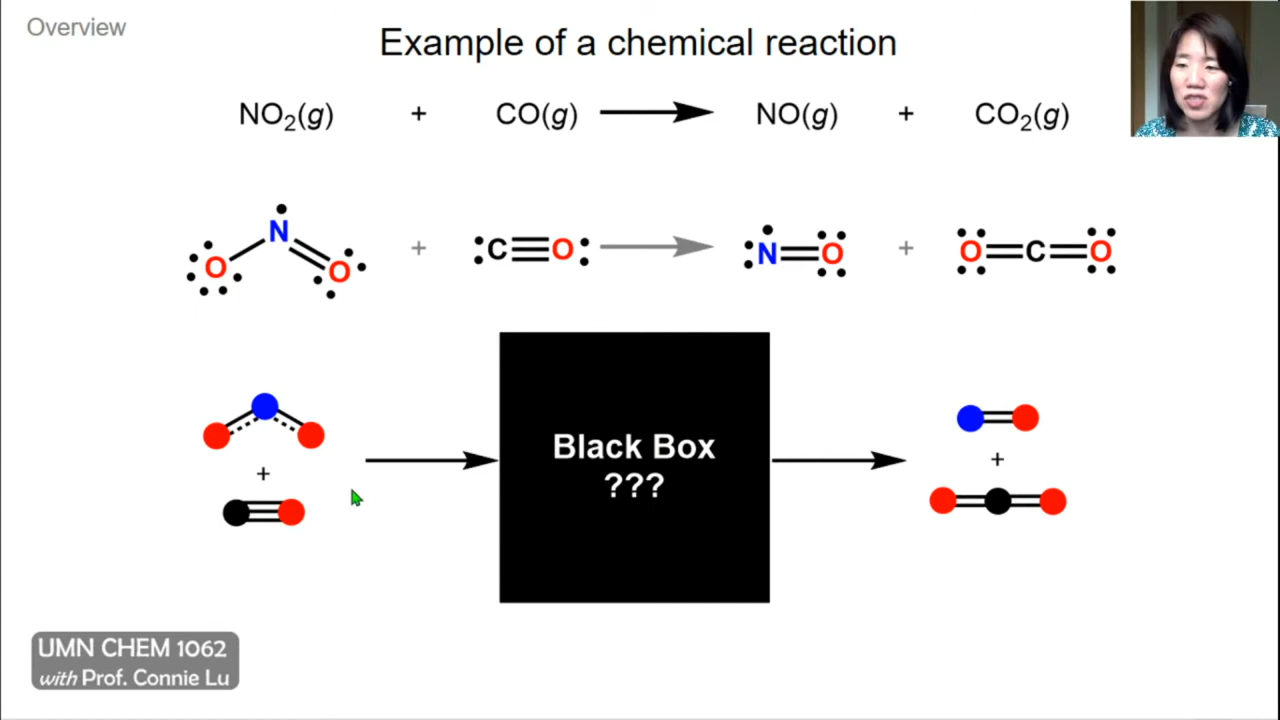 Overview
Example of a chemical reaction
NO₂(g) + CO(g) → NO(g) + CO₂(g)
O N O + C O → N O + O C O
+
Black Box
???
+
UMN CHEM 1062
with Prof. Connie Lu